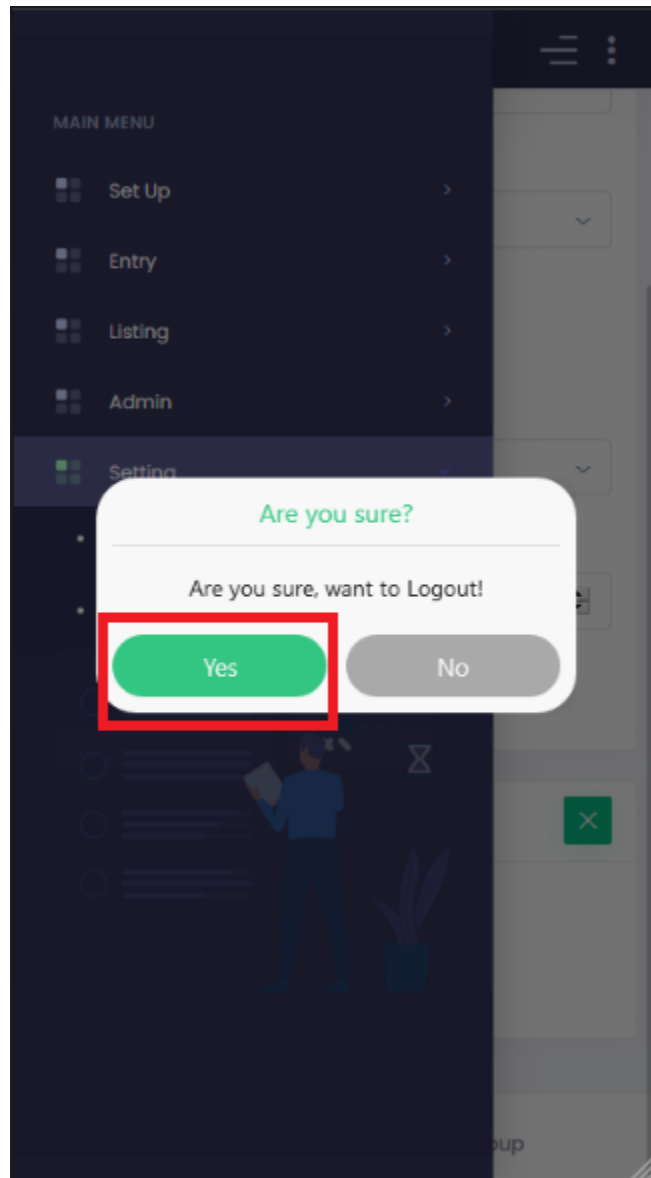 MAIN MENU
Set Up
Entry
Listing
Admin
Setting
Are you sure?
Are you sure, want to Logout!
Yes
No